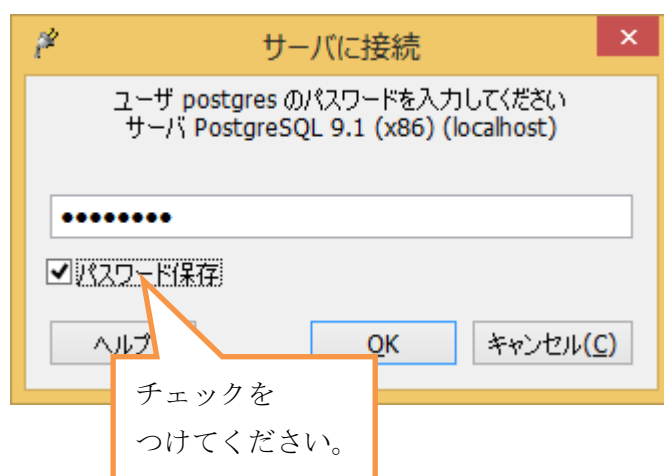 サーバに接続
ユーザ postgres のパスワードを入力してください
サーバ PostgreSQL 9.1 (x86) (localhost)
●●●●●●●●
パスワード保存
ヘルプ
OK
キャンセル(C)
チェックを
つけてください。